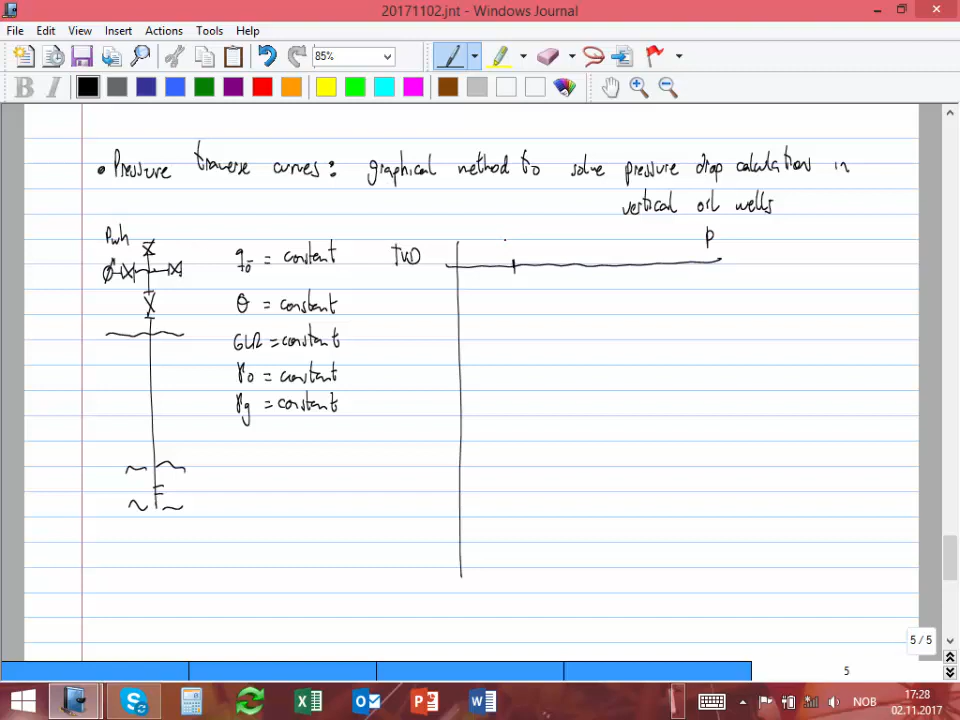 20171102.jnt - Windows Journal
File Edit View Insert Actions Tools Help
85%
B I
• Pressure traverse curves: graphical method to solve pressure drop calculation in
vertical oil wells
Pwh
q_ō = constant
TVD
p
θ = constant
GLR = constant
γo = constant
γg = constant
5 / 5
5
NOB
17:28
02.11.2017